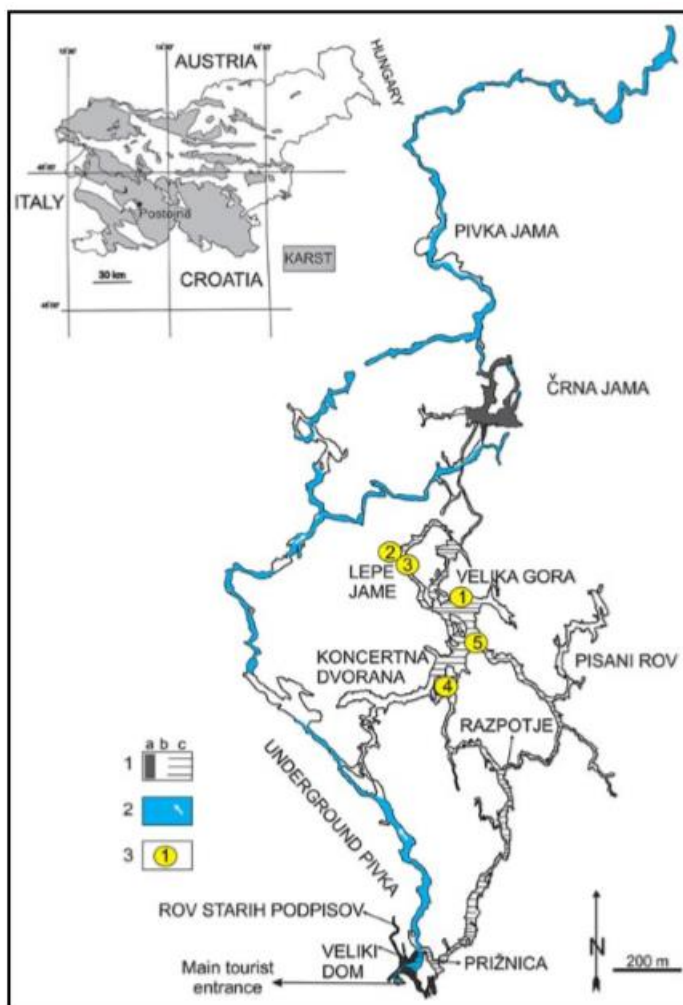 AUSTRIA
HUNGARY
ITALY
Postojna
KARST
30 km
CROATIA
PIVKA JAMA
ČRNA JAMA
2
3
LEPE
JAME
VELIKA GORA
1
5
KONCERTNA
DVORANA
4
PISANI ROV
RAZPOTJE
a b c
1
2
3 1
UNDERGROUND PIVKA
ROV STARIH PODPISOV
VELIKI
DOM
PRIŽNICA
Main tourist
entrance
N
200 m